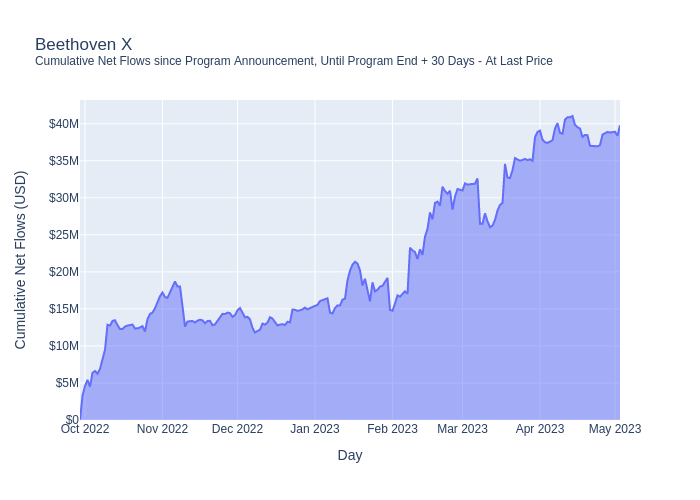 Beethoven X
Cumulative Net Flows since Program Announcement, Until Program End + 30 Days - At Last Price
$40M
$35M
$30M
$25M
$20M
$15M
$10M
$5M
$0
Cumulative Net Flows (USD)
Oct 2022 Nov 2022 Dec 2022 Jan 2023 Feb 2023 Mar 2023 Apr 2023 May 2023
Day